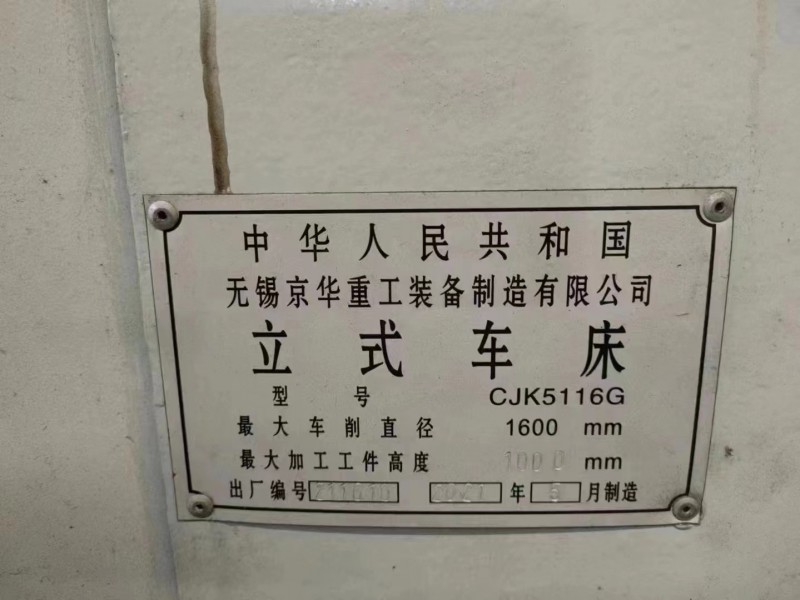 中华人民共和国
无锡京华重工装备制造有限公司
立式车床
型号 CJK5116G
最大车削直径 1600 mm
最大加工工件高度 1000 mm
出厂编号 2021 年 月制造